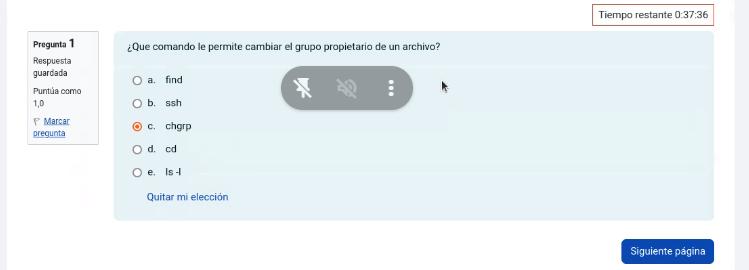 Tiempo restante 0:37:36
Pregunta 1
Respuesta
guardada
Puntúa como
1,0
Marcar
pregunta
¿Que comando le permite cambiar el grupo propietario de un archivo?
a. find
b. ssh
c. chgrp
d. cd
e. ls -l
Quitar mi elección
Siguiente página